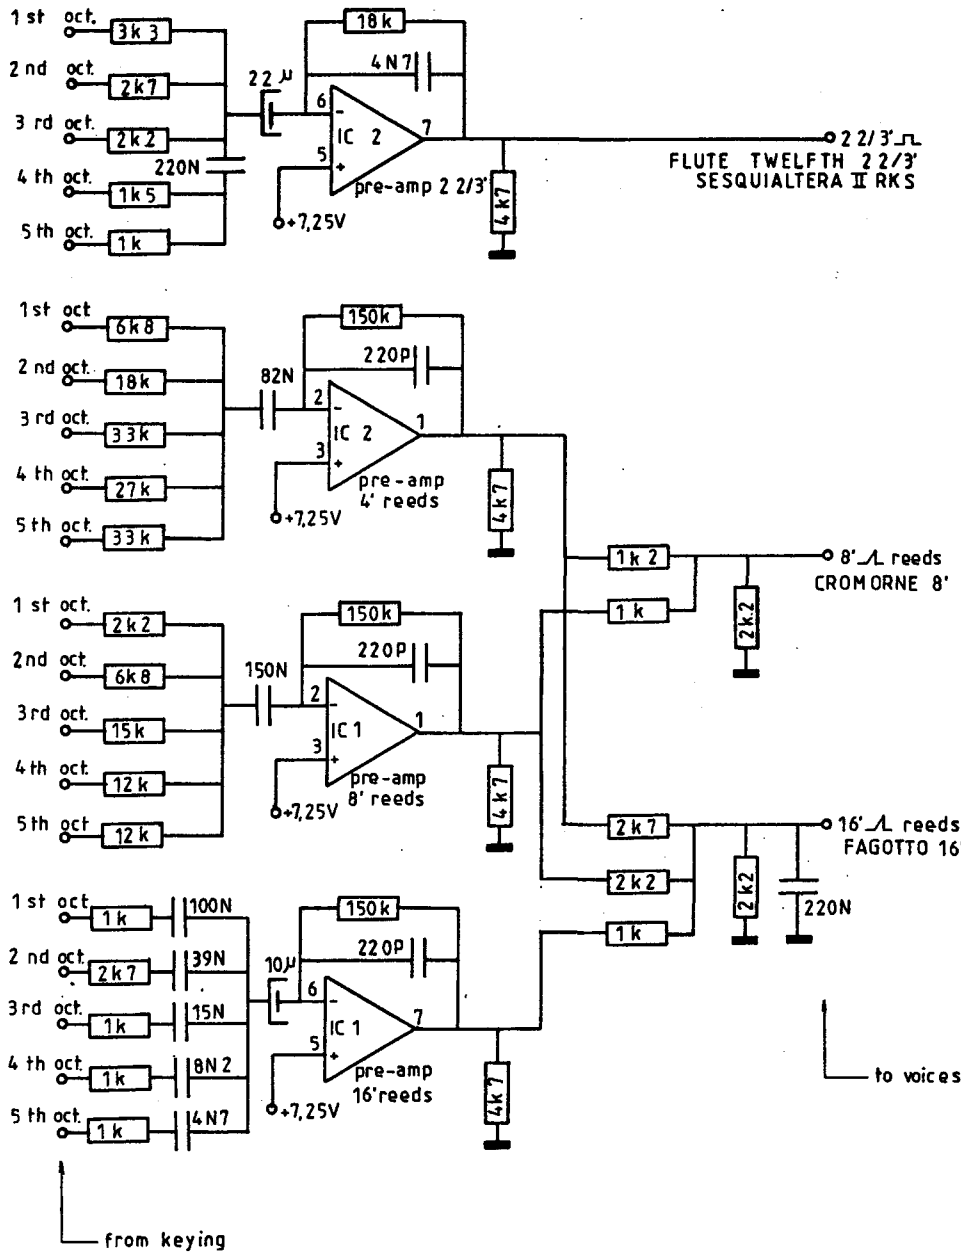 1 st oct.
3k3
2 nd oct.
2k7
3 rd oct.
2k2
220N
4 th oct.
1k5
5 th oct.
1k
22 µ
18k
4N7
6
-
IC 2
7
5
+
pre-amp 2 2/3'
+7,25V
4k7
2 2/3'
FLUTE TWELFTH 2 2/3'
SESQUIALTERA II RKS
1 st oct
6k8
2 nd oct.
18k
3 rd oct.
33k
4 th oct.
27k
5 th oct.
33k
82N
150k
220P
2
-
IC 2
1
3
+
pre-amp
4' reeds
+7,25V
4k7
1k2
1k
2k2
8' reeds
CROMORNE 8'
1 st oct.
2k2
2nd oct
6k8
3rd oct.
15k
4 th oct
12k
5th oct
12k
150N
150k
220P
2
-
IC 1
1
3
+
pre-amp
8' reeds
+7,25V
4k7
2k7
2k2
1k
2k2
220N
16' reeds
FAGOTTO 16'
1 st oct
1k
100N
2 nd oct.
2k7
39N
3rd oct.
1k
15N
4 th oct.
1k
8N2
5 th oct.
1k
4N7
10µ
150k
220P
6
-
IC 1
7
5
+
pre-amp
16' reeds
+7,25V
4k7
to voices
from keying